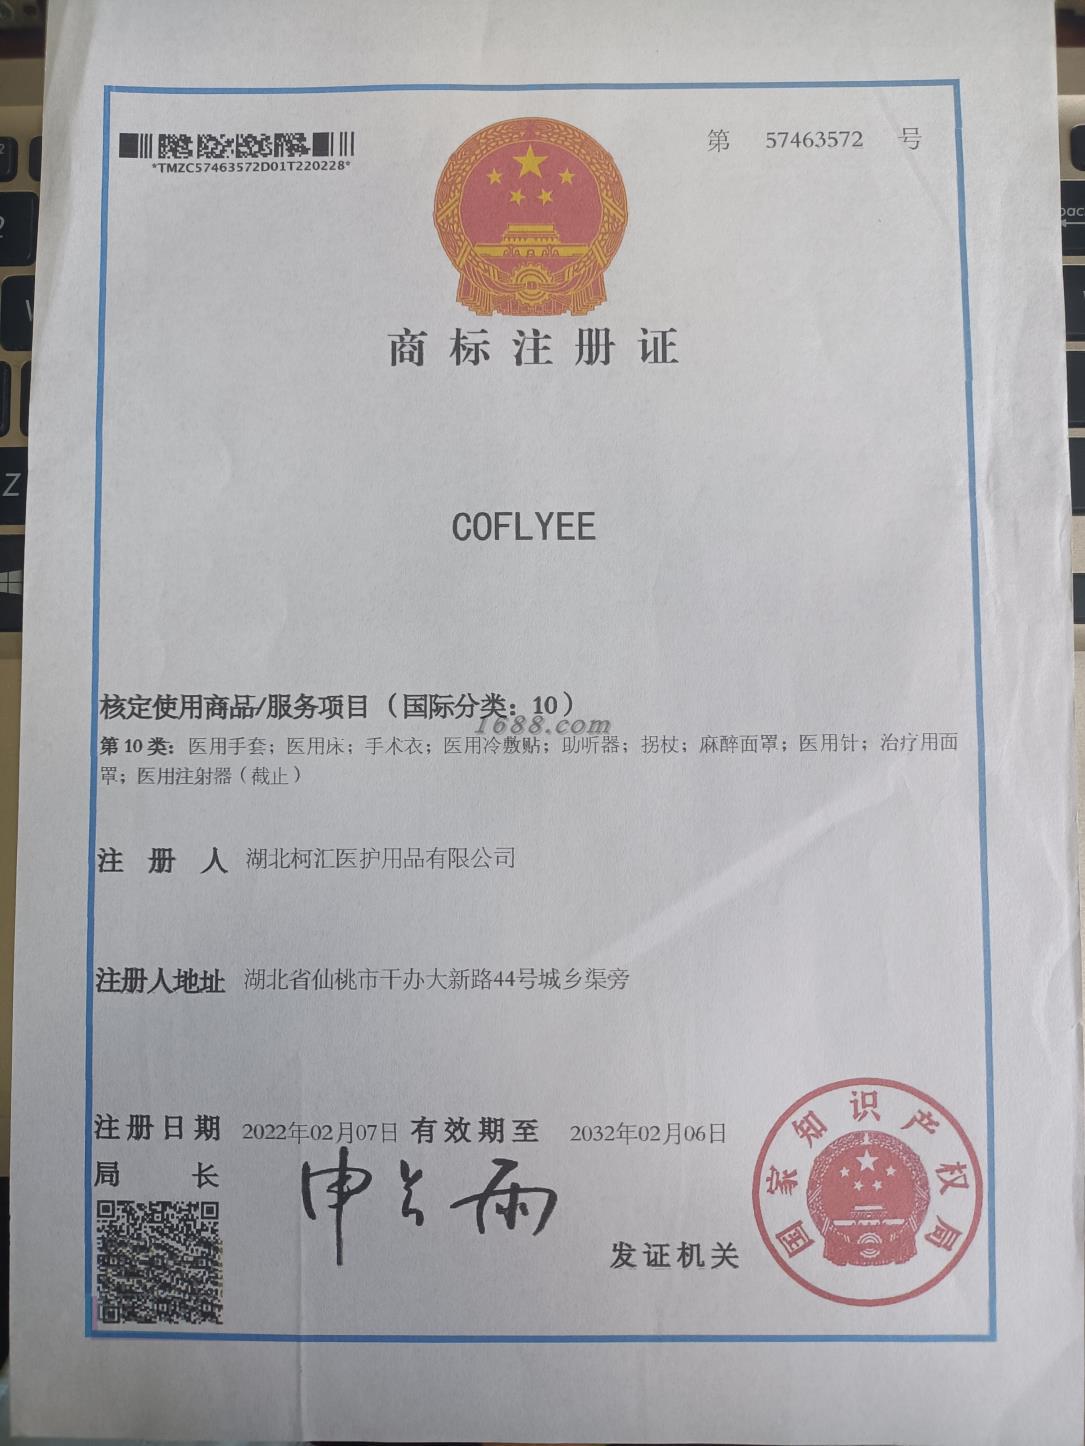 第 57463572 号
*TMZC57463572D01T220228*
商标注册证
COFLYEE
核定使用商品/服务项目（国际分类：10）
1688.com
第10类：医用手套；医用床；手术衣；医用冷敷贴；助听器；拐杖；麻醉面罩；医用针；治疗用面
罩；医用注射器（截止）
注册人 湖北柯汇医护用品有限公司
注册人地址 湖北省仙桃市干办大新路44号城乡渠旁
注册日期 2022年02月07日 有效期至 2032年02月06日
局长 申长雨
发证机关
国家知识产权局
Z